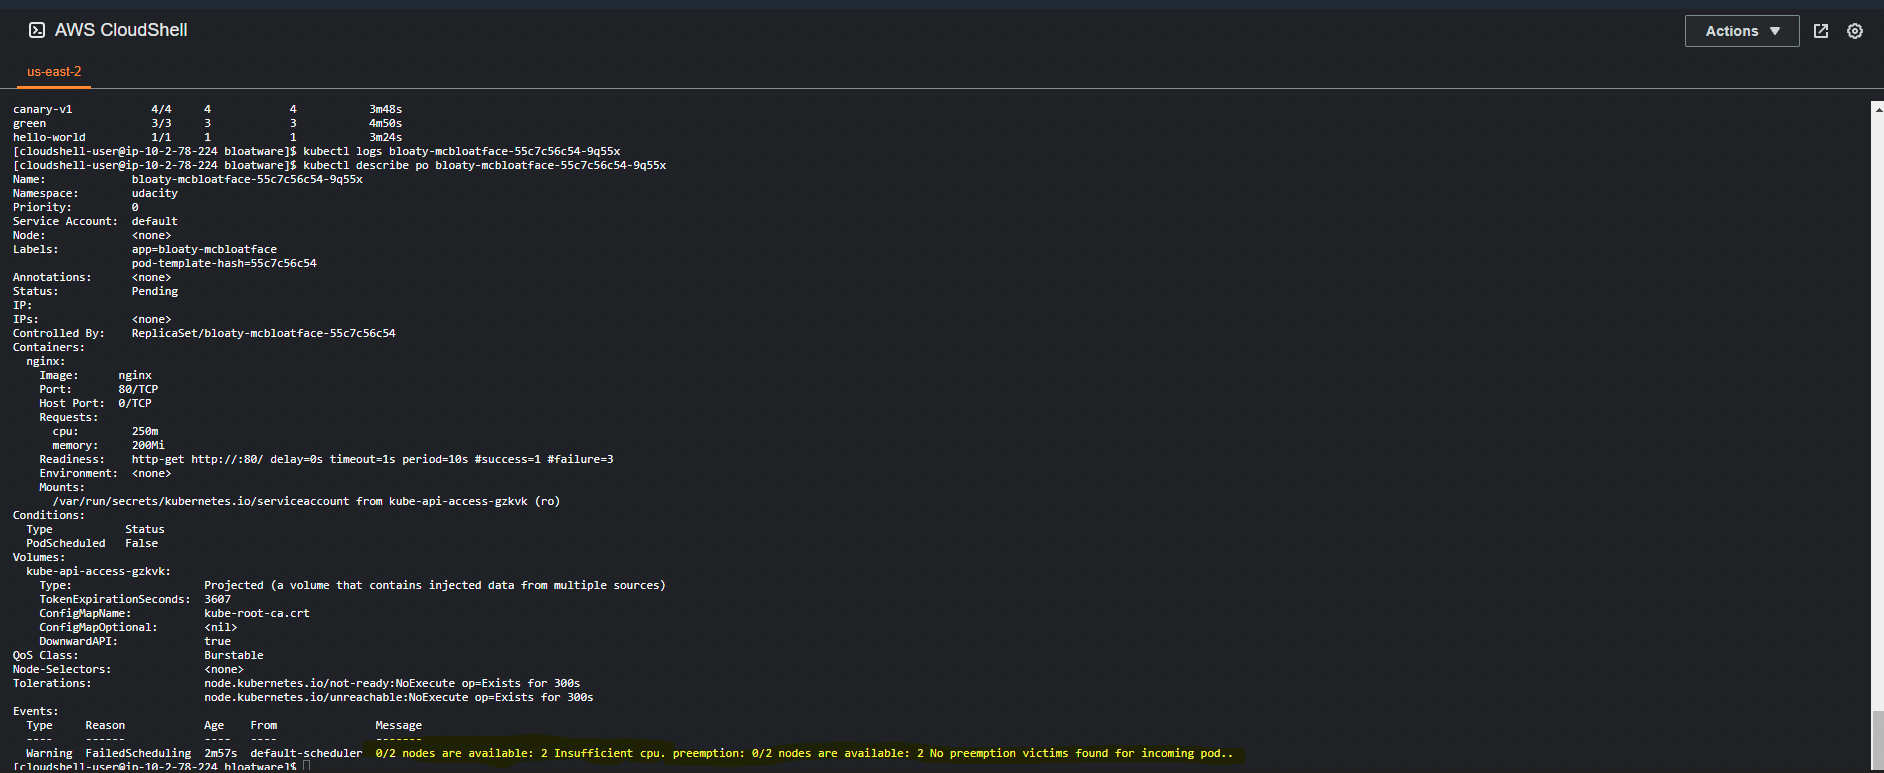 AWS CloudShell
Actions ▼
us-east-2
canary-v1 4/4 4 4 3m48s
green 3/3 3 3 4m50s
hello-world 1/1 1 1 3m24s
[cloudshell-user@ip-10-2-78-224 bloatware]$ kubectl logs bloaty-mcbloatface-55c7c56c54-9q55x
[cloudshell-user@ip-10-2-78-224 bloatware]$ kubectl describe po bloaty-mcbloatface-55c7c56c54-9q55x
Name: bloaty-mcbloatface-55c7c56c54-9q55x
Namespace: udacity
Priority: 0
Service Account: default
Node: <none>
Labels: app=bloaty-mcbloatface
pod-template-hash=55c7c56c54
Annotations: <none>
Status: Pending
IP:
IPs: <none>
Controlled By: ReplicaSet/bloaty-mcbloatface-55c7c56c54
Containers:
nginx:
Image: nginx
Port: 80/TCP
Host Port: 0/TCP
Requests:
cpu: 250m
memory: 200Mi
Readiness: http-get http://:80/ delay=0s timeout=1s period=10s #success=1 #failure=3
Environment: <none>
Mounts:
/var/run/secrets/kubernetes.io/serviceaccount from kube-api-access-gzkvk (ro)
Conditions:
Type Status
PodScheduled False
Volumes:
kube-api-access-gzkvk:
Type: Projected (a volume that contains injected data from multiple sources)
TokenExpirationSeconds: 3607
ConfigMapName: kube-root-ca.crt
ConfigMapOptional: <nil>
DownwardAPI: true
QoS Class: Burstable
Node-Selectors: <none>
Tolerations: node.kubernetes.io/not-ready:NoExecute op=Exists for 300s
node.kubernetes.io/unreachable:NoExecute op=Exists for 300s
Events:
Type Reason Age From Message
---- ------ ---- ---- -------
Warning FailedScheduling 2m57s default-scheduler 0/2 nodes are available: 2 Insufficient cpu. preemption: 0/2 nodes are available: 2 No preemption victims found for incoming pod..
[cloudshell-user@ip-10-2-78-224 bloatware]$